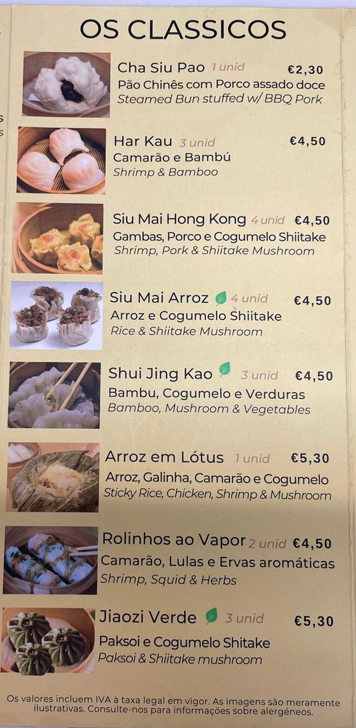 OS CLASSICOS
Cha Siu Pao 1 unid €2,30
Pão Chinês com Porco assado doce
Steamed Bun stuffed w/ BBQ Pork
Har Kau 3 unid €4,50
Camarão e Bambú
Shrimp & Bamboo
Siu Mai Hong Kong 4 unid €4,50
Gambas, Porco e Cogumelo Shiitake
Shrimp, Pork & Shiitake Mushroom
Siu Mai Arroz 4 unid €4,50
Arroz e Cogumelo Shiitake
Rice & Shiitake Mushroom
Shui Jing Kao 3 unid €4,50
Bambu, Cogumelo e Verduras
Bamboo, Mushroom & Vegetables
Arroz em Lótus 1 unid €5,30
Arroz, Galinha, Camarão e Cogumelo
Sticky Rice, Chicken, Shrimp & Mushroom
Rolinhos ao Vapor 2 unid €4,50
Camarão, Lulas e Ervas aromáticas
Shrimp, Squid & Herbs
Jiaozi Verde 3 unid €5,30
Paksoi e Cogumelo Shitake
Paksoi & Shiitake mushroom
Os valores incluem IVA à taxa legal em vigor. As imagens são meramente
ilustrativas. Consulte-nos para informações sobre alergéneos.